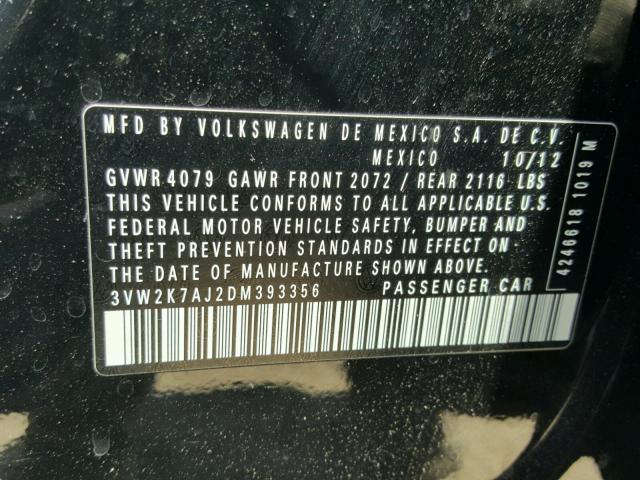 MFD BY VOLKSWAGEN DE MEXICO S.A. DE C.V.
MEXICO 10/12
GVWR 4079 GAWR FRONT 2072 / REAR 2116 LBS
THIS VEHICLE CONFORMS TO ALL APPLICABLE U.S.
FEDERAL MOTOR VEHICLE SAFETY, BUMPER AND
THEFT PREVENTION STANDARDS IN EFFECT ON
THE DATE OF MANUFACTURE SHOWN ABOVE.
3VW2K7AJ2DM393356 PASSENGER CAR
4246618 1019 M